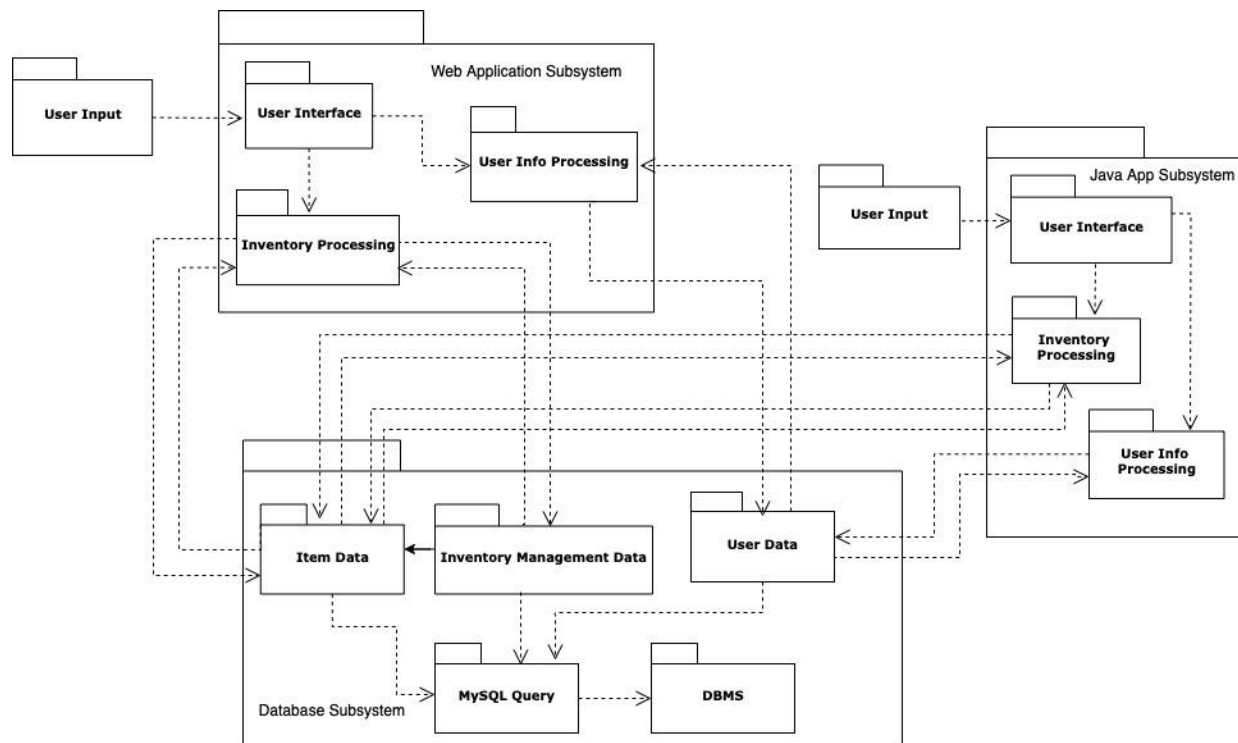 Web Application Subsystem
User Input
User Interface
User Info Processing
Inventory Processing
Java App Subsystem
User Input
User Interface
Inventory
Processing
User Info
Processing
Item Data
Inventory Management Data
User Data
MySQL Query
DBMS
Database Subsystem